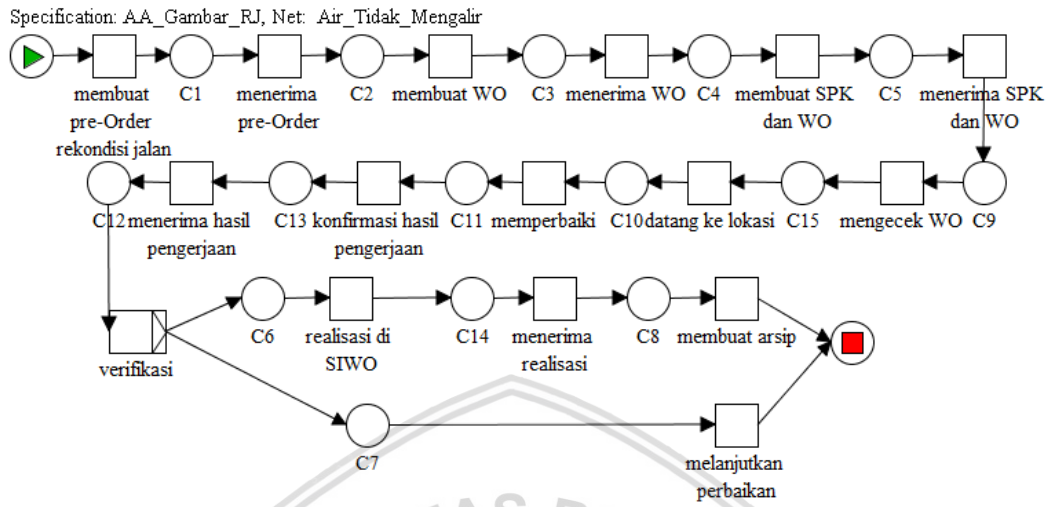 Specification: AA_Gambar_RJ, Net: Air_Tidak_Mengalir
membuat
pre-Order
rekondisi jalan
C1
menerima
pre-Order
C2
membuat WO
C3
menerima WO
C4
membuat SPK
dan WO
C5
menerima SPK
dan WO
C12
menerima hasil
pengerjaan
C13
konfirmasi hasil
pengerjaan
C11
memperbaiki
C10
datang ke lokasi
C15
mengecek WO
C9
verifikasi
C6
realisasi di
SIWO
C14
menerima
realisasi
C8
membuat arsip
C7
melanjutkan
perbaikan